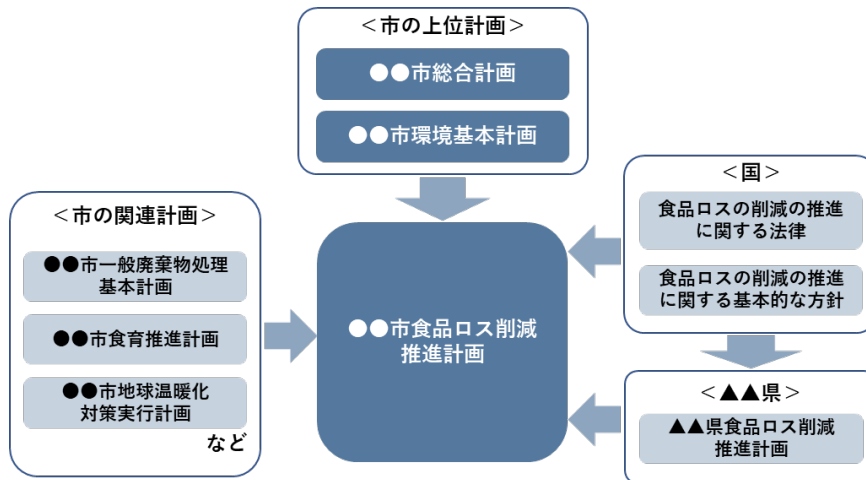 ＜市の上位計画＞
●●市総合計画
●●市環境基本計画
＜市の関連計画＞
●●市一般廃棄物処理
基本計画
●●市食育推進計画
●●市地球温暖化
対策実行計画
など
●●市食品ロス削減
推進計画
＜国＞
食品ロスの削減の推進
に関する法律
食品ロスの削減の推進
に関する基本的な方針
＜▲▲県＞
▲▲県食品ロス削減
推進計画